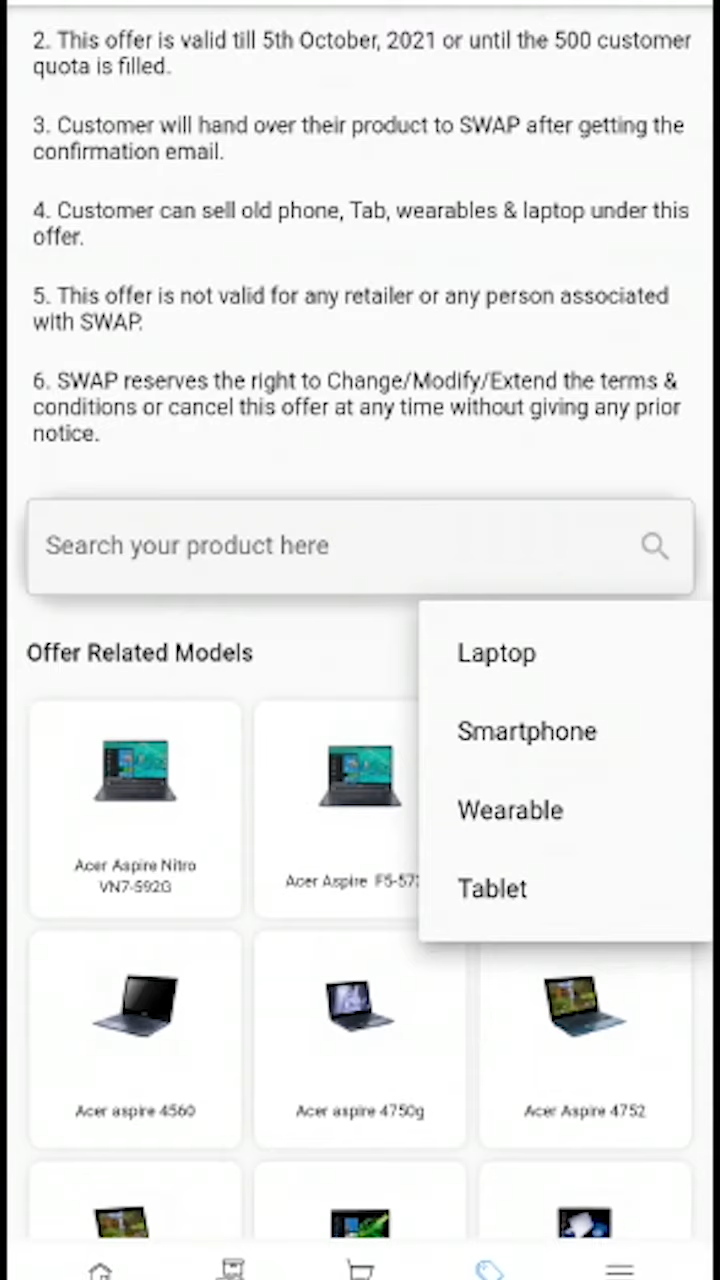 2. This offer is valid till 5th October, 2021 or until the 500 customer
quota is filled.
3. Customer will hand over their product to SWAP after getting the
confirmation email.
4. Customer can sell old phone, Tab, wearables & laptop under this
offer.
5. This offer is not valid for any retailer or any person associated
with SWAP.
6. SWAP reserves the right to Change/Modify/Extend the terms &
conditions or cancel this offer at any time without giving any prior
notice.
Search your product here
Offer Related Models
Laptop
Smartphone
Wearable
Tablet
Acer Aspire Nitro
VN7-592G
Acer Aspire F5-57
Acer aspire 4560
Acer aspire 4750g
Acer Aspire 4752